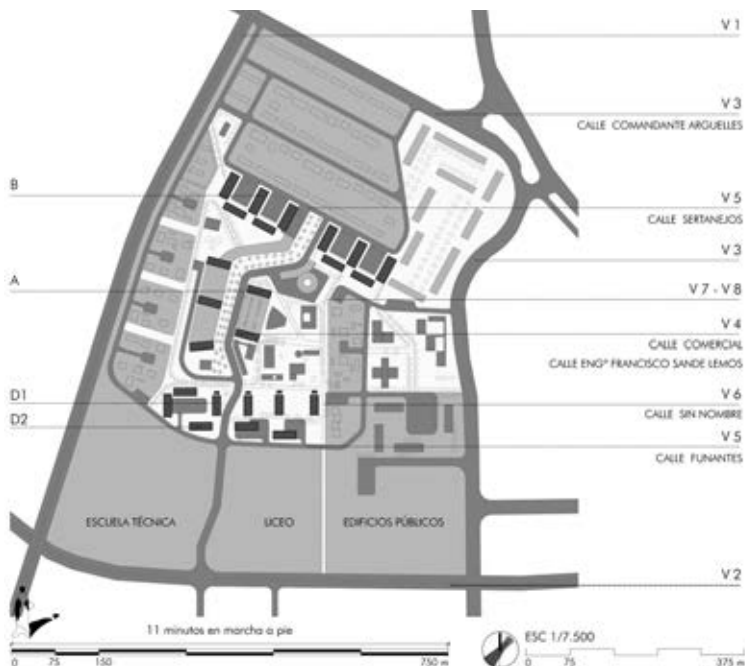 V 1
V 3
CALLE COMANDANTE ARGUELLES
B
V 5
CALLE SERTANEJOS
V 3
A
V 7 - V 8
V 4
CALLE COMERCIAL
CALLE ENGº FRANCISCO SANDE LEMOS
D1
V 6
CALLE SIN NOMBRE
D2
V 5
CALLE FUNANTES
ESCUELA TÉCNICA
LICEO
EDIFICIOS PÚBLICOS
V 2
11 minutos en marcha a pie
0 75 150 750 m
ESC 1/7.500
0 75 375 m